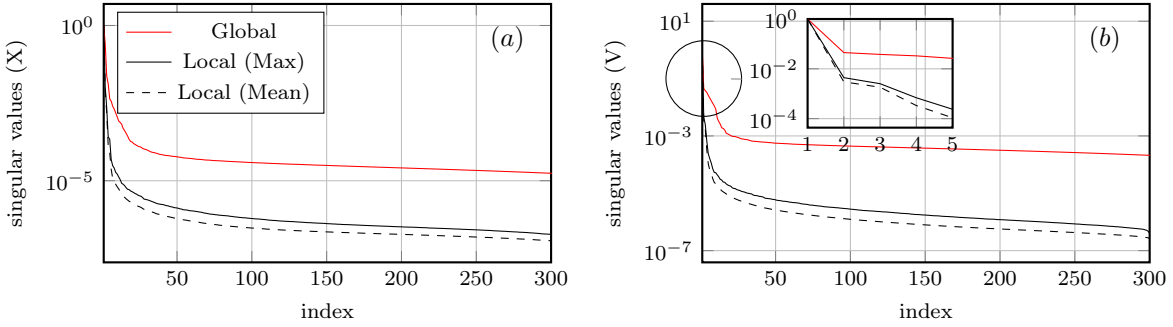 singular values (X)
10^0
10^{-5}
Global
Local (Max)
Local (Mean)
(a)
50 100 150 200 250 300
index
singular values (V)
10^1
10^{-3}
10^{-7}
10^0
10^{-2}
10^{-4}
1 2 3 4 5
(b)
50 100 150 200 250 300
index